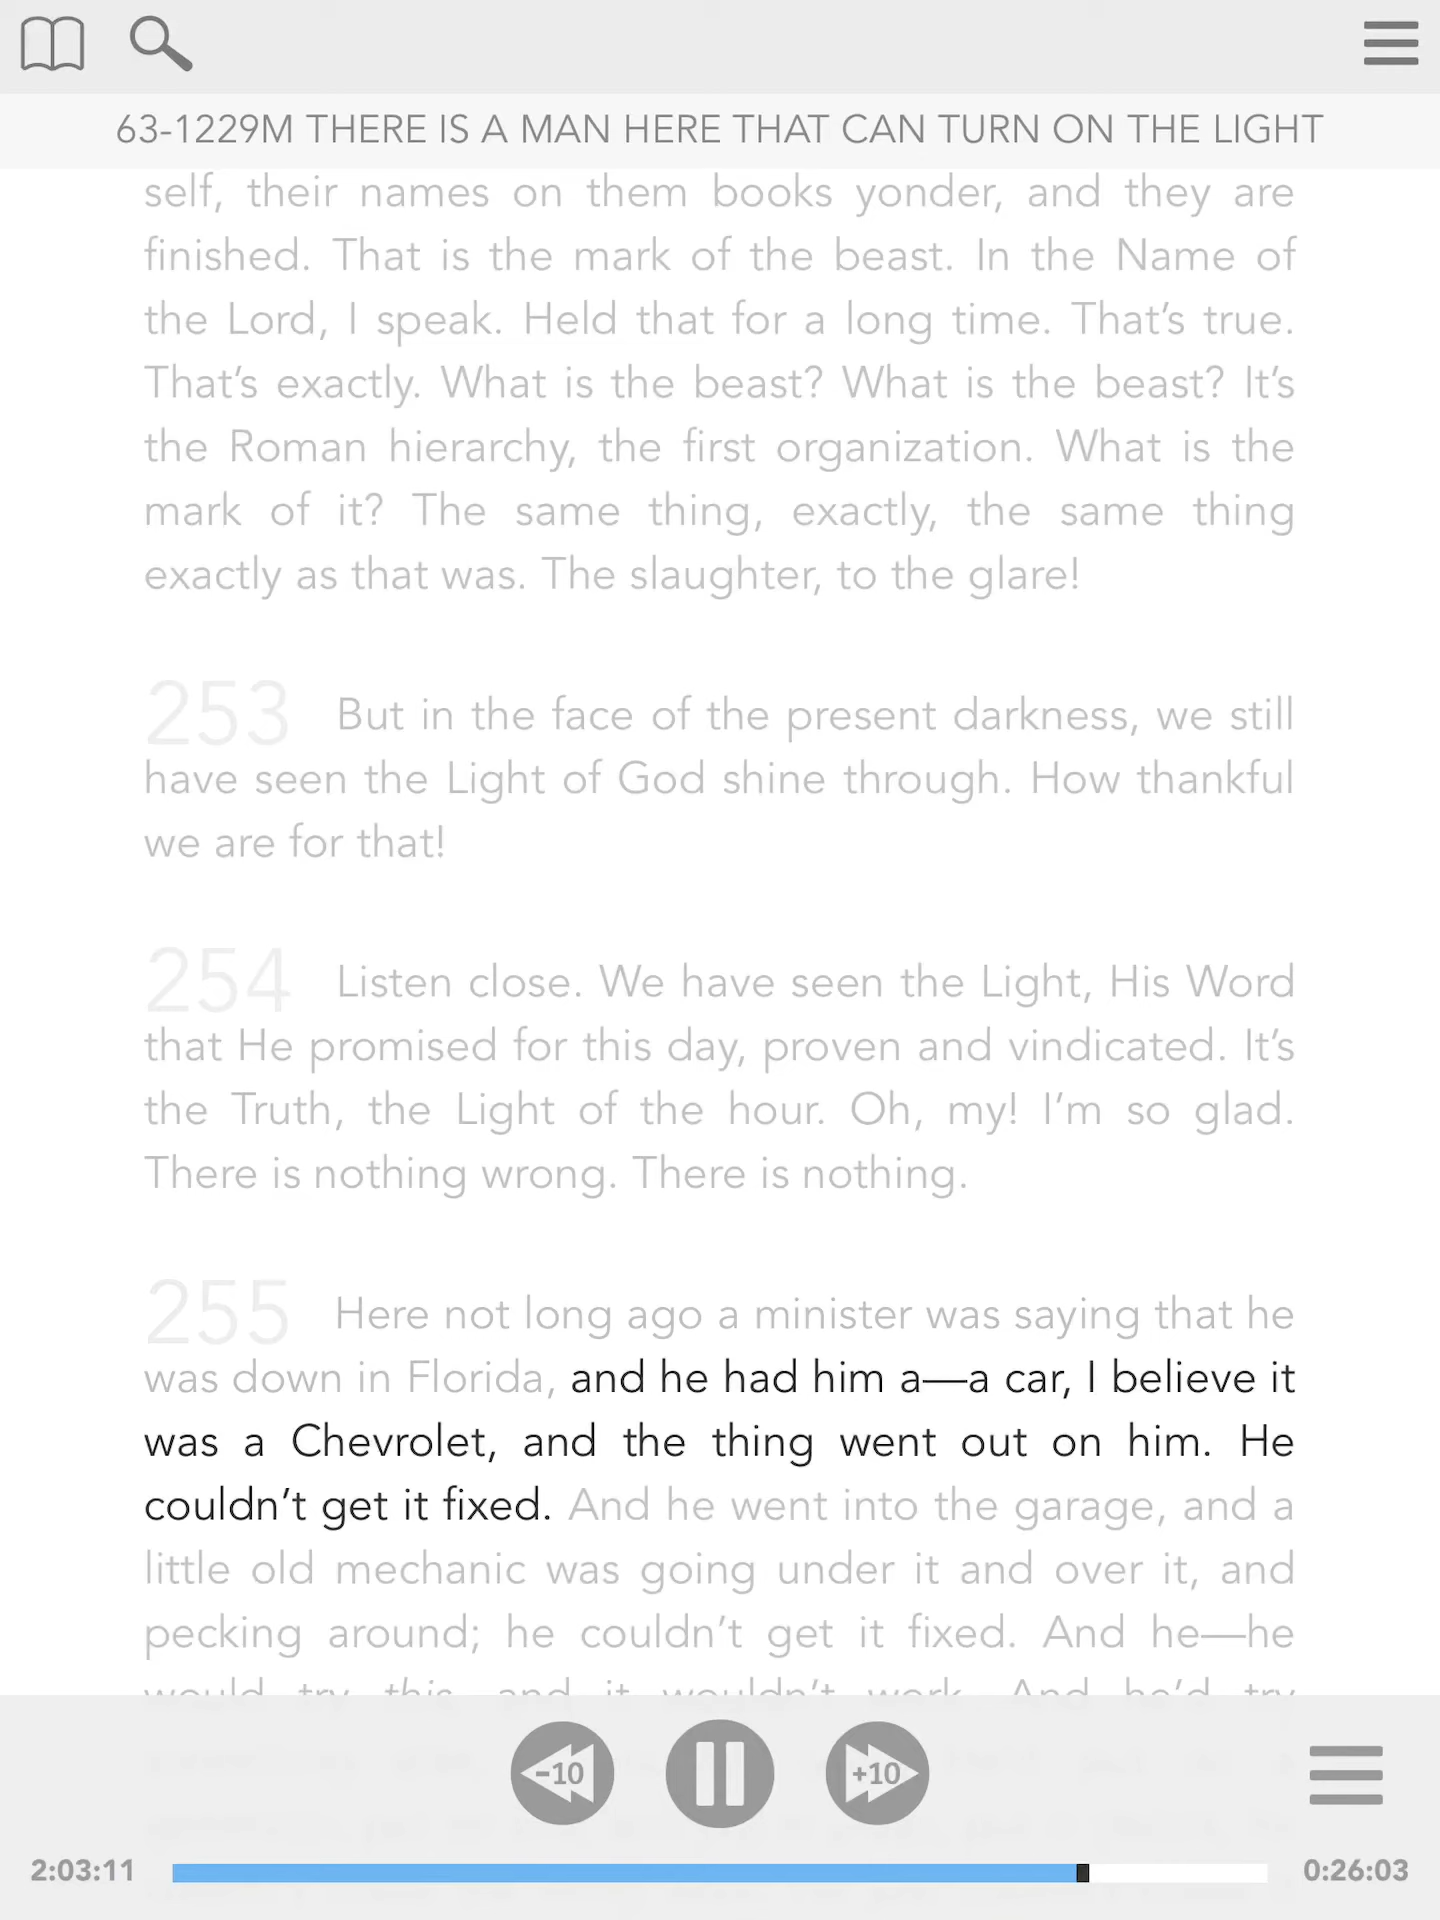 63-1229M THERE IS A MAN HERE THAT CAN TURN ON THE LIGHT
self, their names on them books yonder, and they are
finished. That is the mark of the beast. In the Name of
the Lord, I speak. Held that for a long time. That’s true.
That’s exactly. What is the beast? What is the beast? It’s
the Roman hierarchy, the first organization. What is the
mark of it? The same thing, exactly, the same thing
exactly as that was. The slaughter, to the glare!
253 But in the face of the present darkness, we still
have seen the Light of God shine through. How thankful
we are for that!
254 Listen close. We have seen the Light, His Word
that He promised for this day, proven and vindicated. It’s
the Truth, the Light of the hour. Oh, my! I’m so glad.
There is nothing wrong. There is nothing.
255 Here not long ago a minister was saying that he
was down in Florida, and he had him a—a car, I believe it
was a Chevrolet, and the thing went out on him. He
couldn’t get it fixed. And he went into the garage, and a
little old mechanic was going under it and over it, and
pecking around; he couldn’t get it fixed. And he—he
would try this, and it wouldn’t work. And he’d try
-10 +10
2:03:11 0:26:03